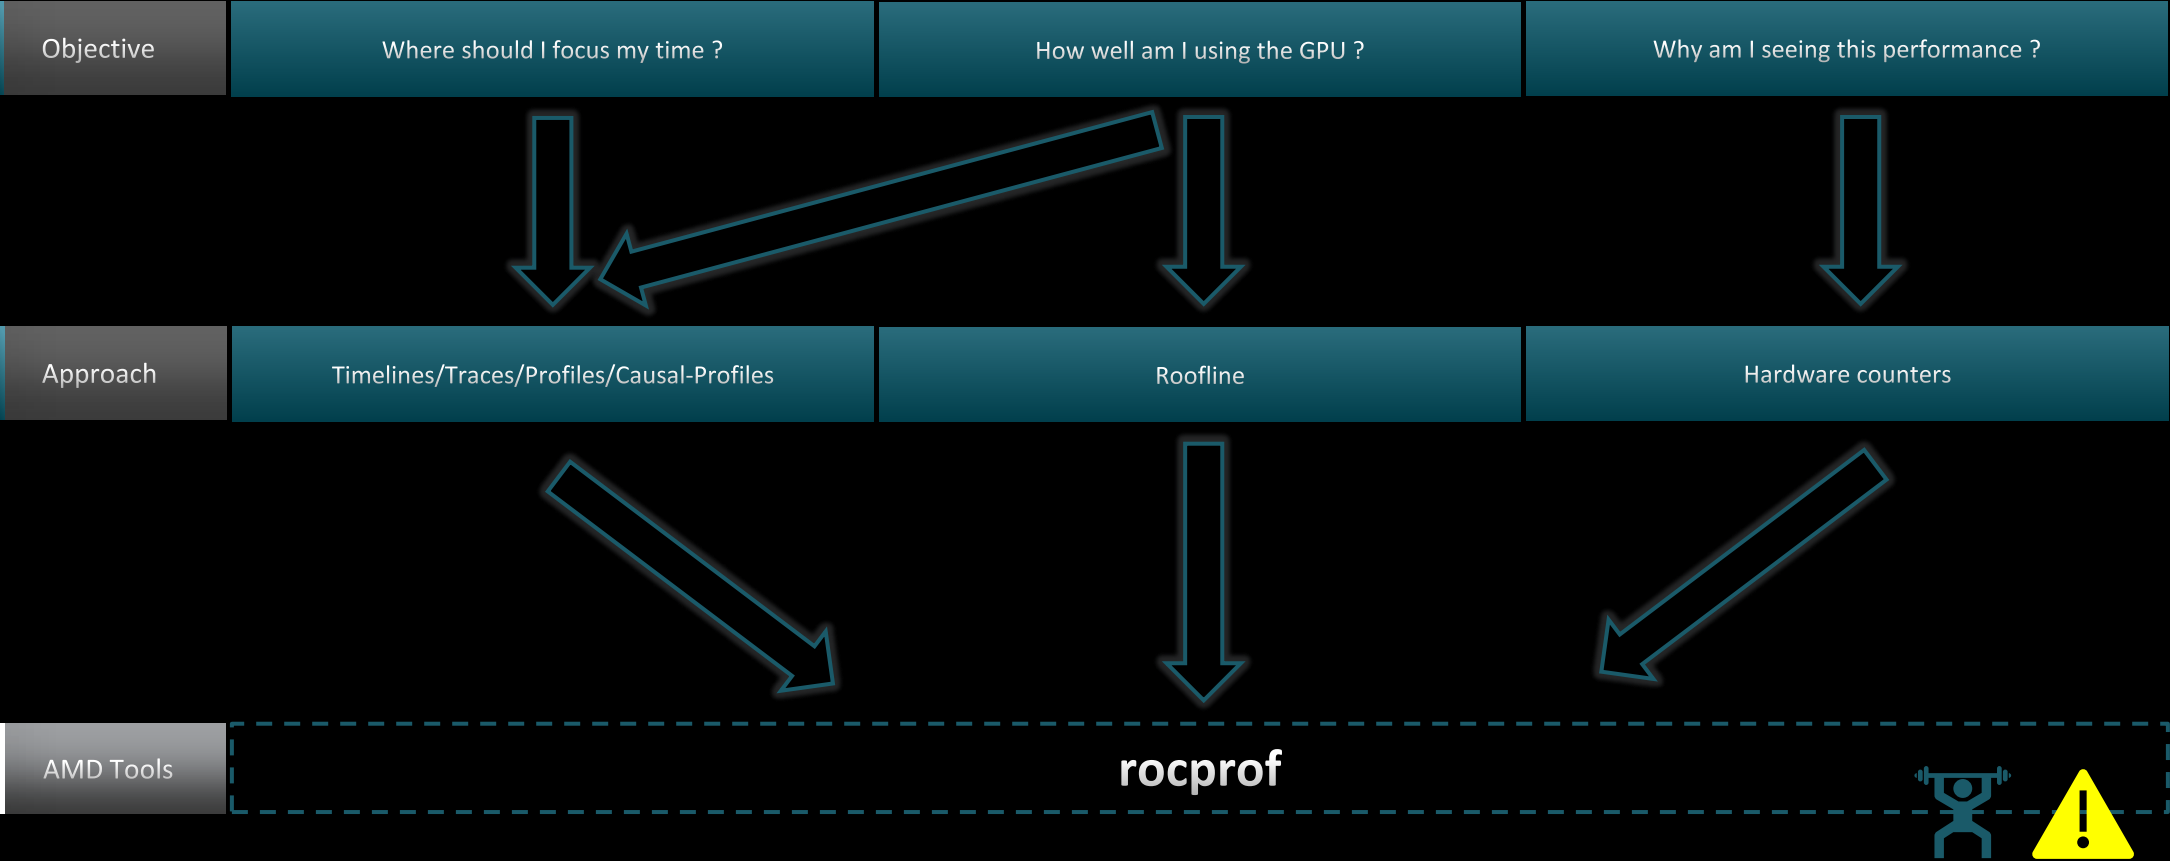 Objective
Where should I focus my time ?
How well am I using the GPU ?
Why am I seeing this performance ?
Approach
Timelines/Traces/Profiles/Causal-Profiles
Roofline
Hardware counters
AMD Tools
rocprof